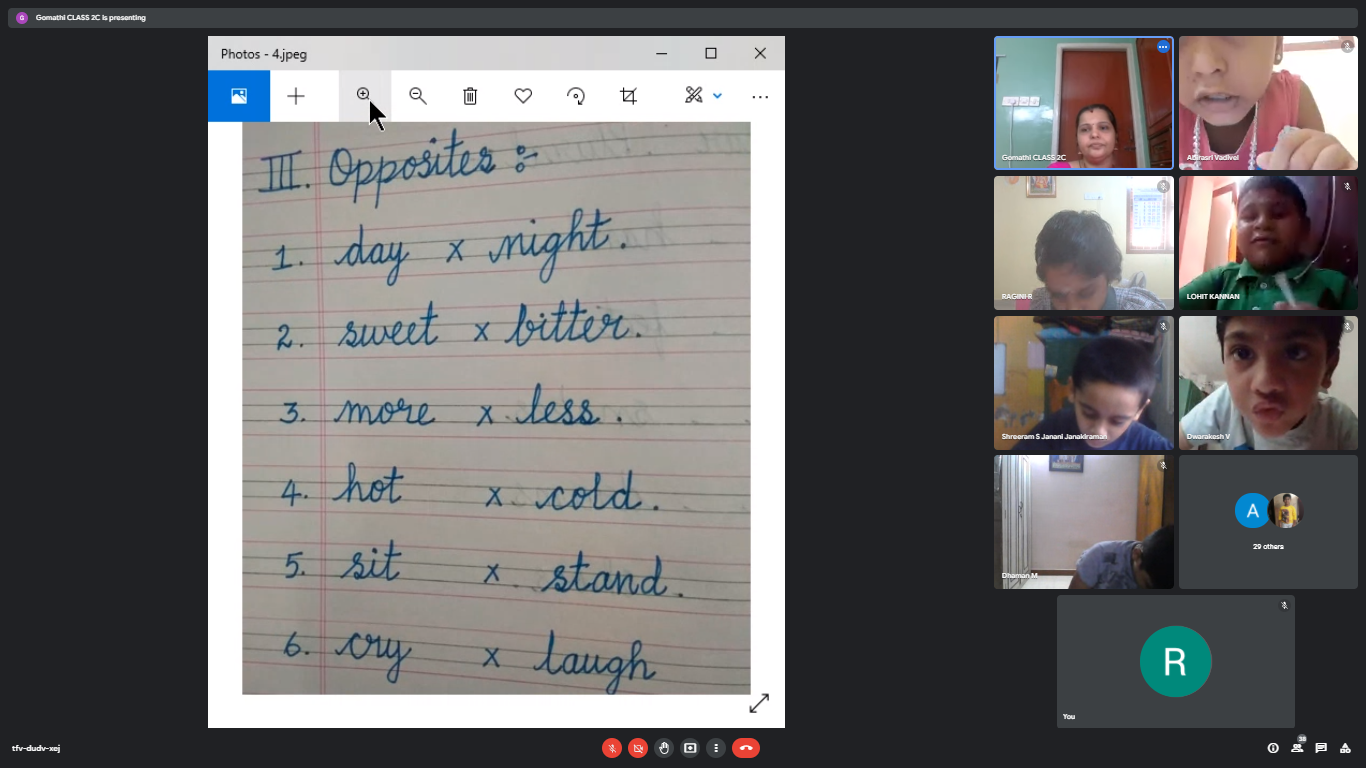 Gomathi CLASS 2C is presenting
Photos - 4.jpeg
III. Opposites :-
1. day x night.
2. sweet x bitter.
3. more x less.
4. hot x cold.
5. sit x stand.
6. cry x laugh
Gomathi CLASS 2C
Abirasri Vadivel
RAGINI R
LOHIT KANNAN
Shreeram S Janani Janakiraman
Dwarakesh V
Dhaman M
A
29 others
R
You
tfv-dudv-xej
38